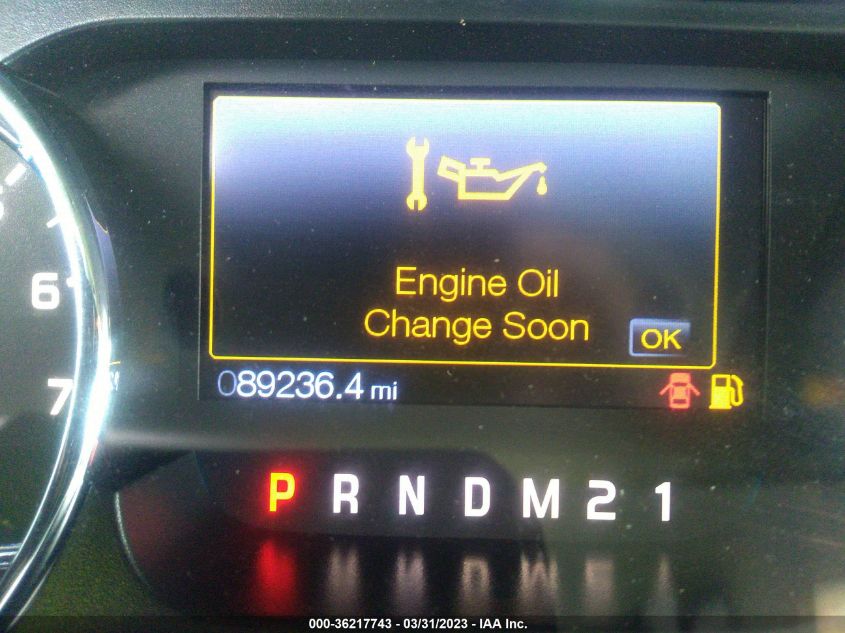 Engine Oil
Change Soon
OK
6
089236.4 mi
7
P R N D M 2 1
000-36217743 - 03/31/2023 - IAA Inc.